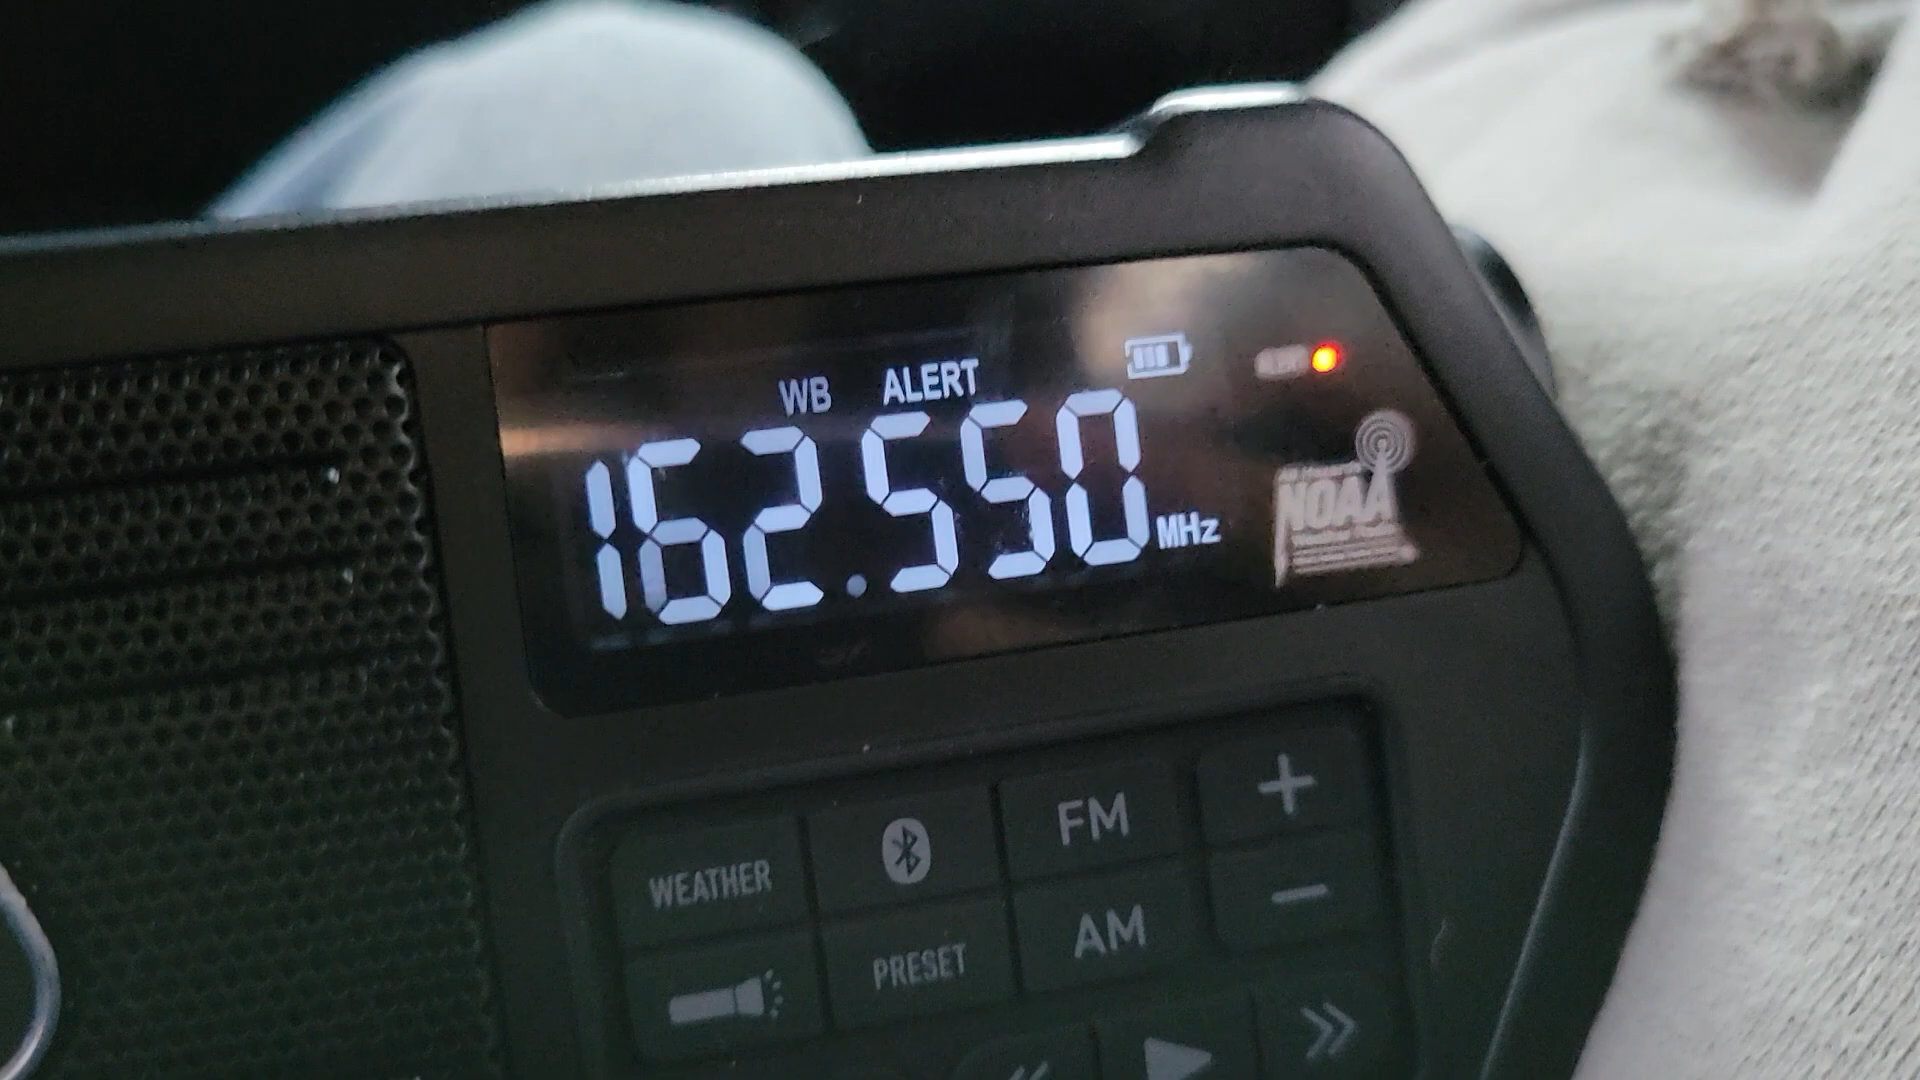 WB ALERT
162.550 MHz
NOAA
WEATHER
FM
+
PRESET
AM
−